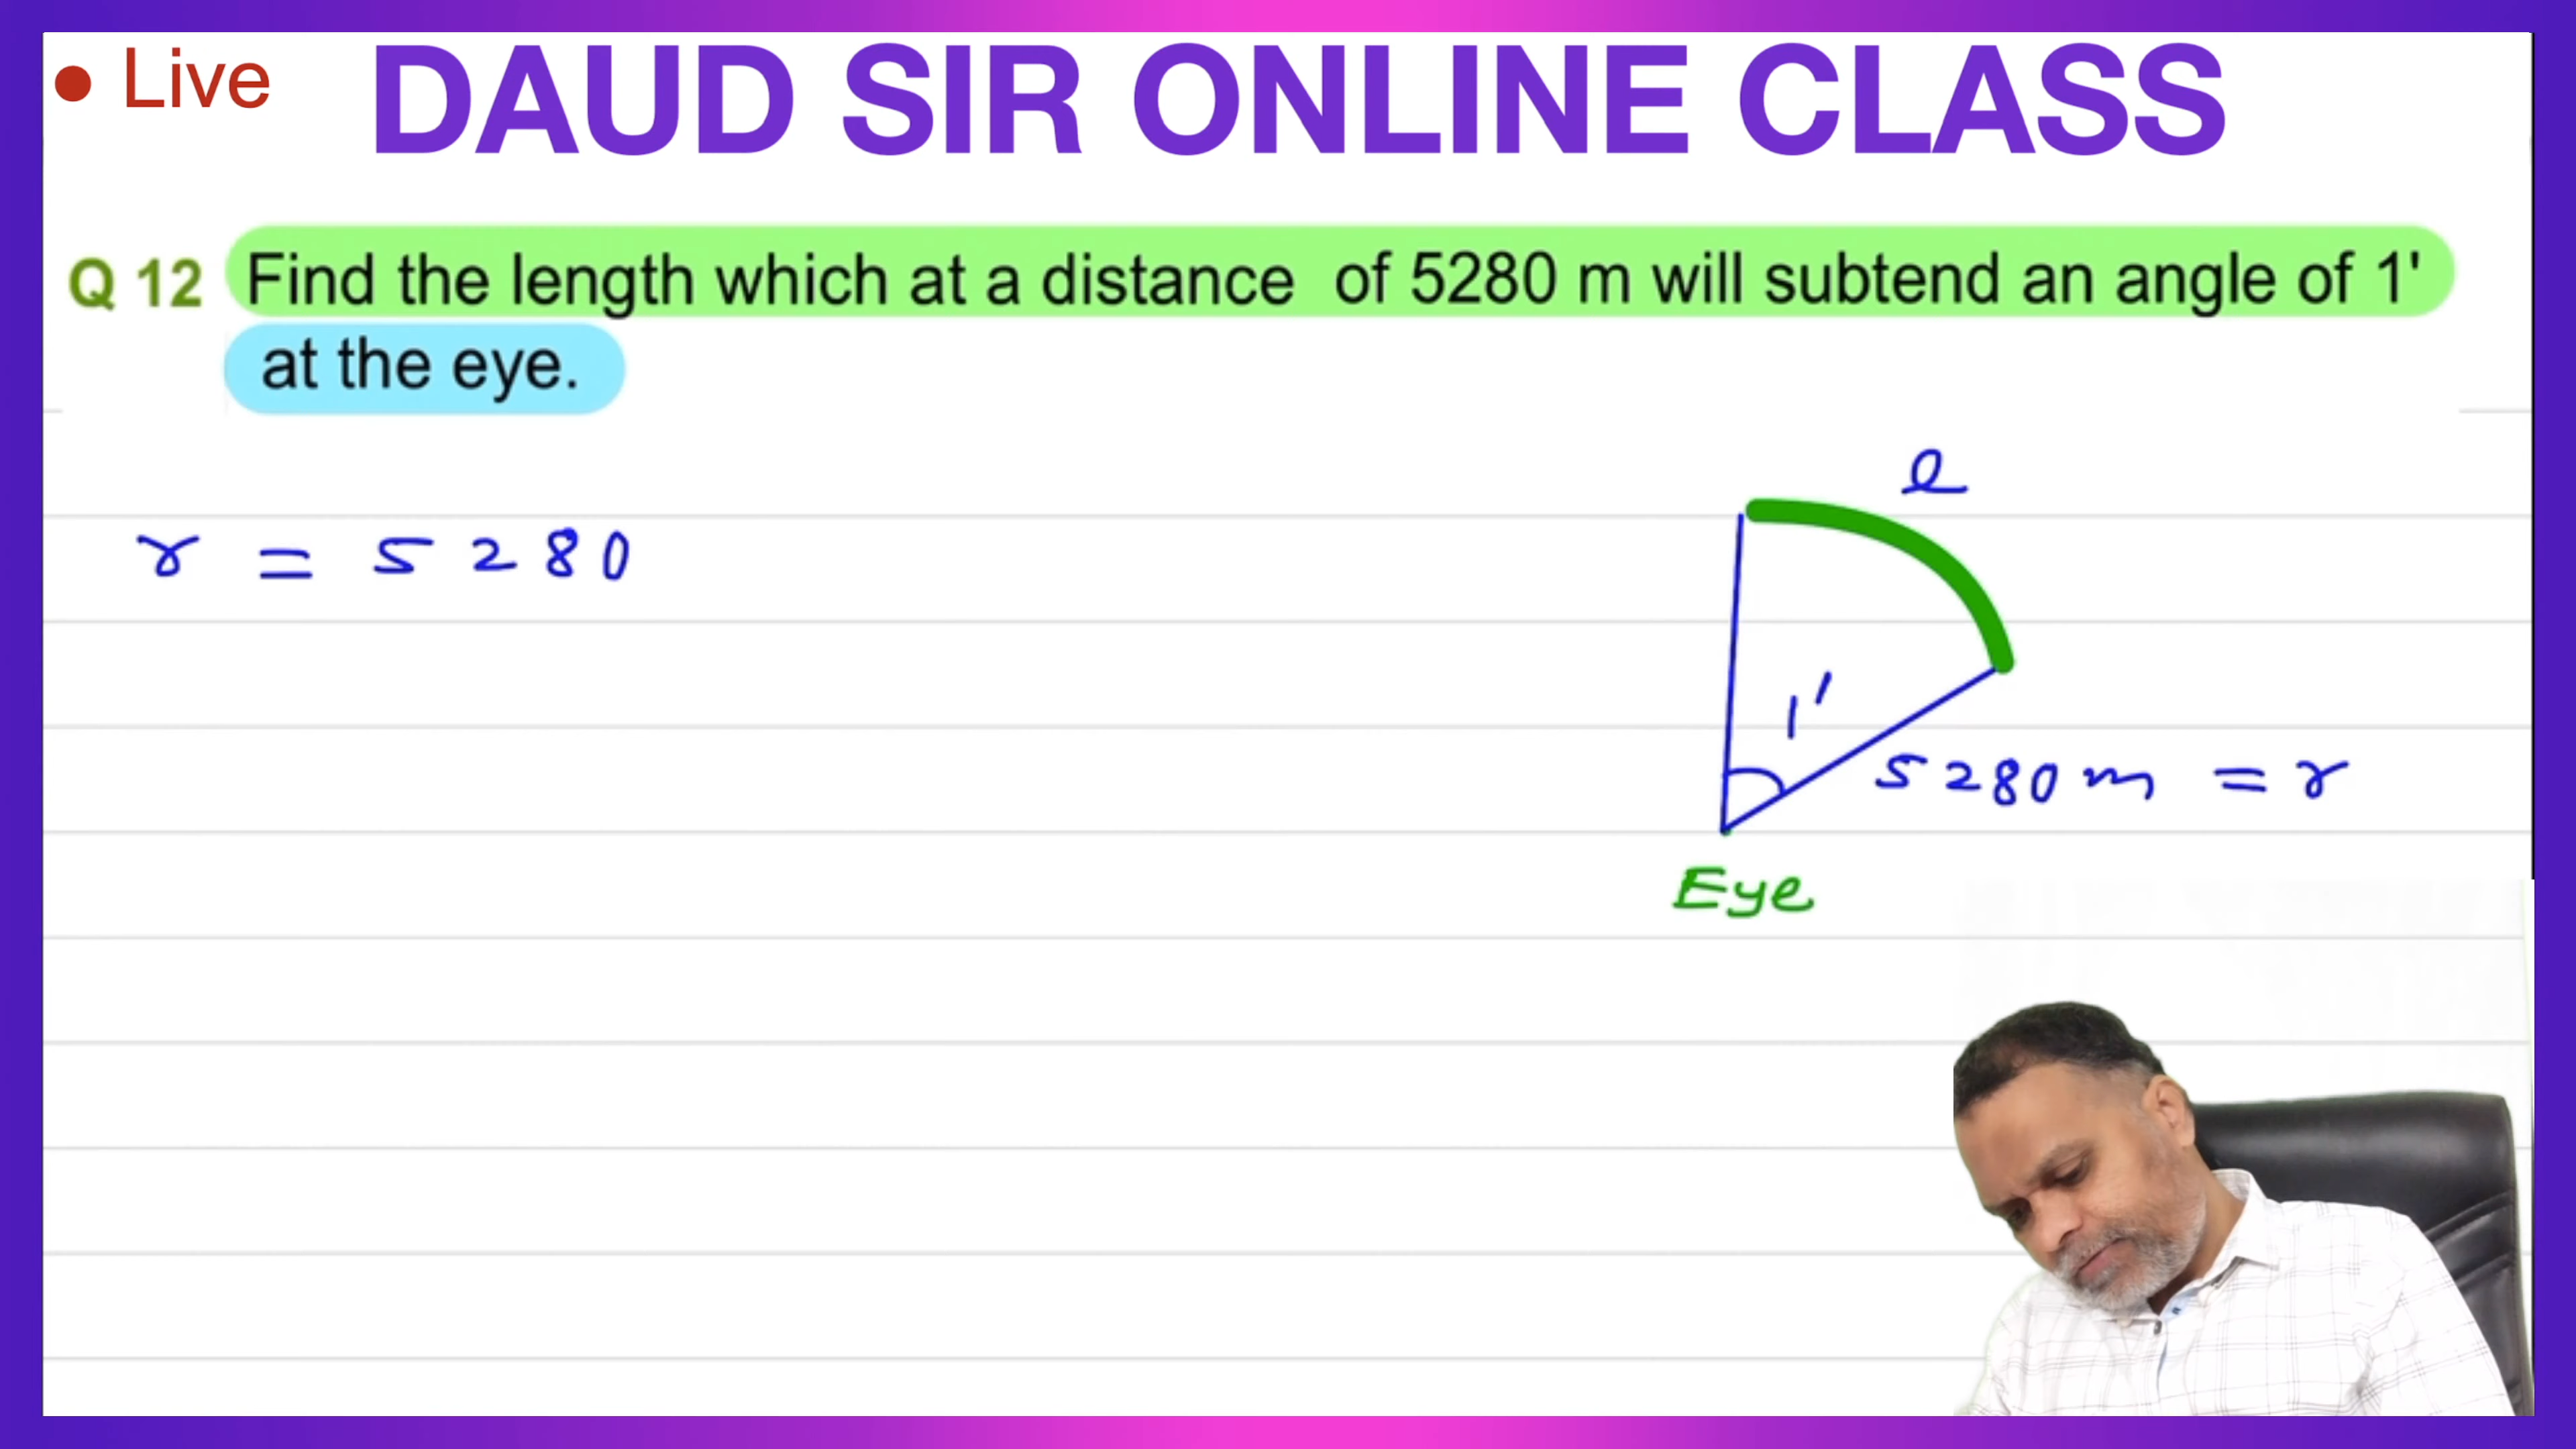 • Live DAUD SIR ONLINE CLASS
Q 12 Find the length which at a distance of 5280 m will subtend an angle of 1'
at the eye.
l
r = 5280
1'
5280 m = r
Eye